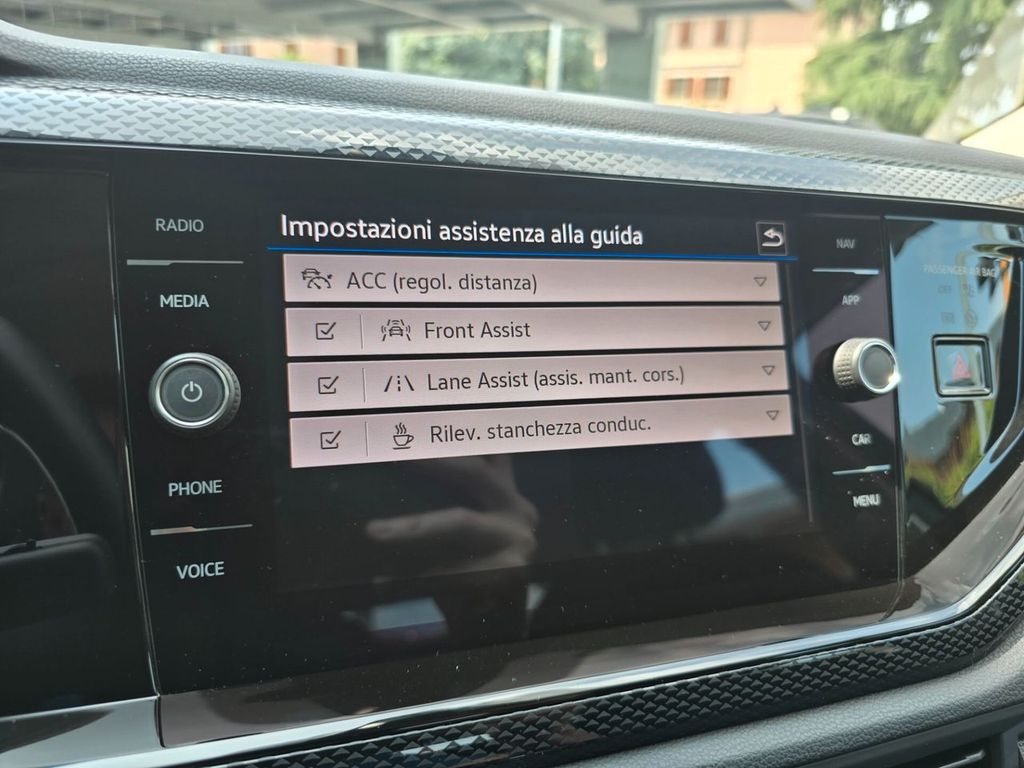 RADIO
MEDIA
PHONE
VOICE
Impostazioni assistenza alla guida
ACC (regol. distanza)
Front Assist
Lane Assist (assis. mant. cors.)
Rilev. stanchezza conduc.
NAV
APP
CAR
MENU
PASSENGER AIR BAG
OFF